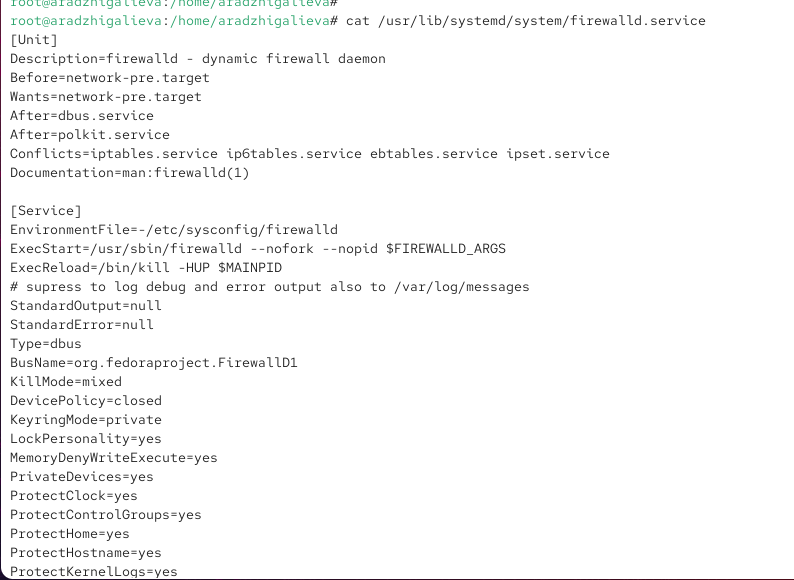 root@aradzhigalieva:/home/aradzhigalieva#
root@aradzhigalieva:/home/aradzhigalieva# cat /usr/lib/systemd/system/firewalld.service
[Unit]
Description=firewalld - dynamic firewall daemon
Before=network-pre.target
Wants=network-pre.target
After=dbus.service
After=polkit.service
Conflicts=iptables.service ip6tables.service ebtables.service ipset.service
Documentation=man:firewalld(1)

[Service]
EnvironmentFile=-/etc/sysconfig/firewalld
ExecStart=/usr/sbin/firewalld --nofork --nopid $FIREWALLD_ARGS
ExecReload=/bin/kill -HUP $MAINPID
# supress to log debug and error output also to /var/log/messages
StandardOutput=null
StandardError=null
Type=dbus
BusName=org.fedoraproject.FirewallD1
KillMode=mixed
DevicePolicy=closed
KeyringMode=private
LockPersonality=yes
MemoryDenyWriteExecute=yes
PrivateDevices=yes
ProtectClock=yes
ProtectControlGroups=yes
ProtectHome=yes
ProtectHostname=yes
ProtectKernelLogs=yes